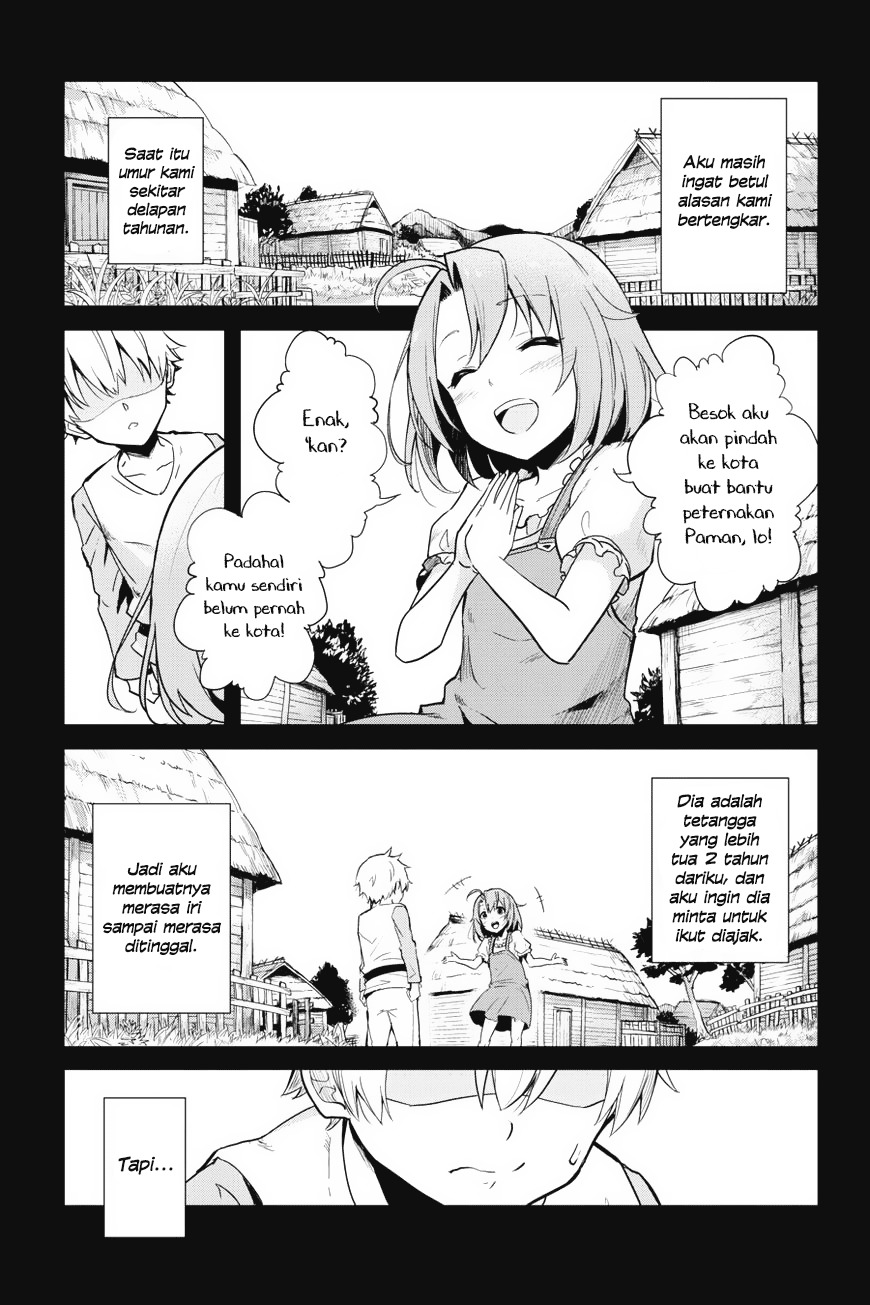 Aku masih
ingat betul
alasan kami
bertengkar.
Saat itu
umur kami
sekitar
delapan
tahunan.
Besok aku
akan pindah
ke kota
buat bantu
peternakan
Paman, lo!
Enak,
'kan?
Padahal
kamu sendiri
belum pernah
ke kota!
Dia adalah
tetangga
yang lebih
tua 2 tahun
dariku, dan
aku ingin dia
minta untuk
ikut diajak.
Jadi aku
membuatnya
merasa iri
sampai merasa
ditinggal.
Tapi...